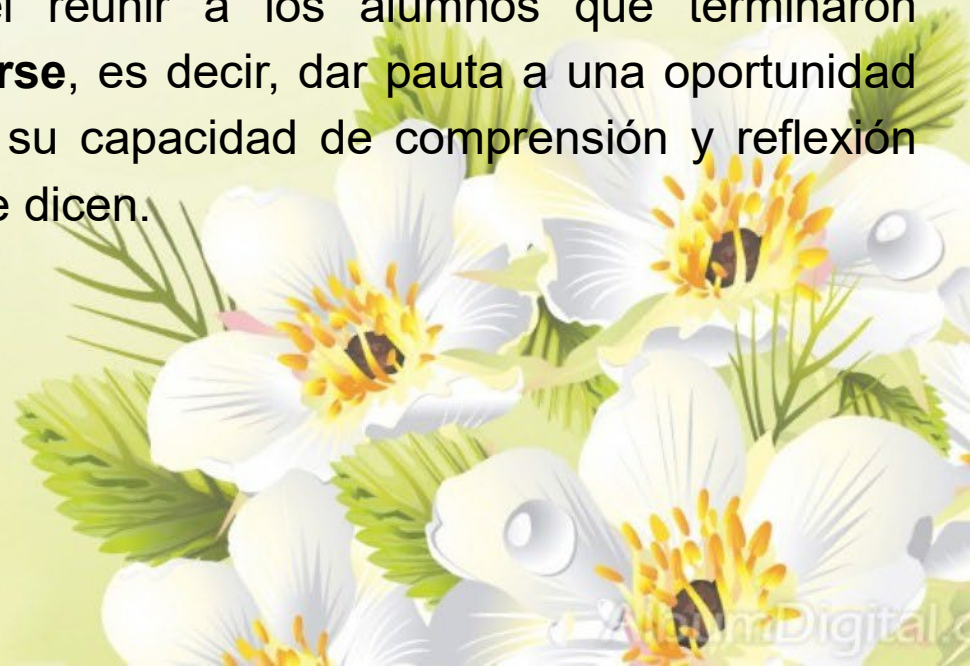 el reunir a los alumnos que terminaron
rse, es decir, dar pauta a una oportunidad
su capacidad de comprensión y reflexión
e dicen.
AlbumDigital.c